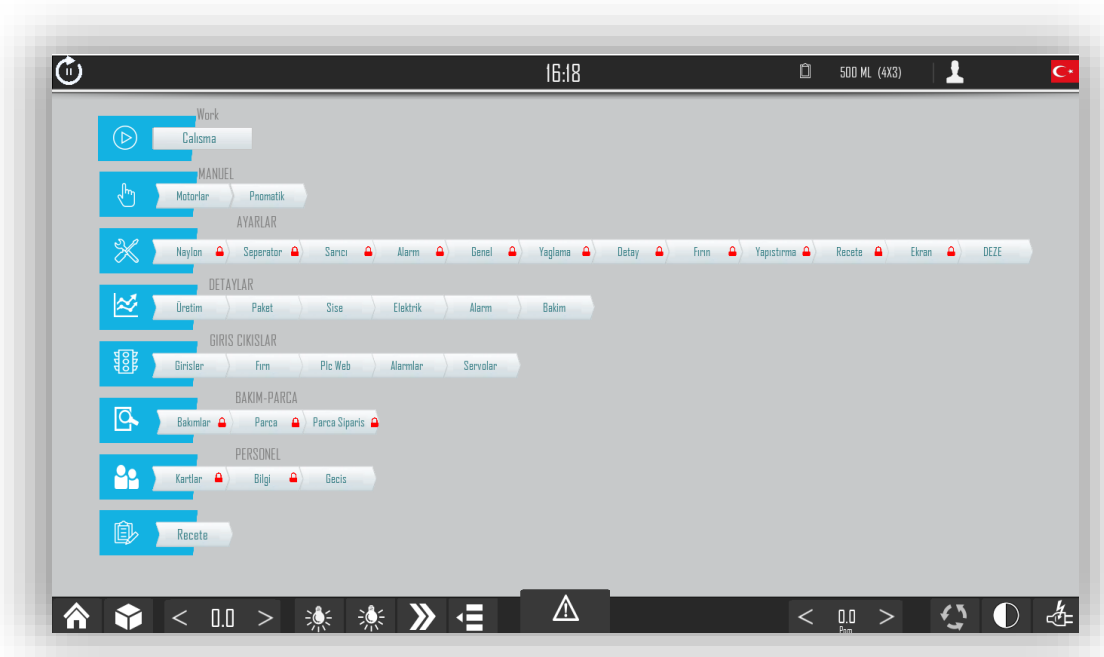 16:18 500 ML (4X3)
Work
Calısma
MANUEL
Motorlar Pnomatik
AYARLAR
Naylon Seperator Sarıcı Alarm Genel Yaglama Detay Fırın Yapıstırma Recete Ekran DEZE
DETAYLAR
Üretim Paket Sise Elektrik Alarm Bakim
GIRIS CIKISLAR
Girisler Fırn Plc Web Alarmlar Servolar
BAKIM-PARCA
Bakımlar Parca Parca Siparis
PERSONEL
Kartlar Bilgi Gecis
Recete
< 0.0 > < 0.0 >
Ppm